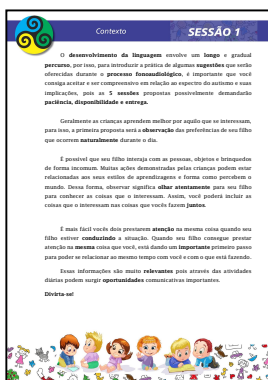 Contexto
SESSÃO 1
O desenvolvimento da linguagem envolve um longo e gradual
percurso, por isso, para introduzir a prática de algumas sugestões que serão
oferecidas durante o processo fonoaudiológico, é importante que você
consiga aceitar e ser compreensivo em relação ao espectro do autismo e suas
implicações, pois as 5 sessões propostas possivelmente demandarão
paciência, disponibilidade e entrega.
Geralmente as crianças aprendem melhor por aquilo que se interessam,
para isso, a primeira proposta será a observação das preferências de seu filho
que ocorrem naturalmente durante o dia.
É possível que seu filho interaja com as pessoas, objetos e brinquedos
de forma incomum. Muitas ações demonstradas pelas crianças podem estar
relacionadas aos seus estilos de aprendizagens e forma como percebem o
mundo. Dessa forma, observar significa olhar atentamente para seu filho
para conhecer as coisas que o interessam. Assim, você poderá incluir as
coisas que o interessam nas coisas que vocês fazem juntos.
É mais fácil vocês dois prestarem atenção na mesma coisa quando seu
filho estiver conduzindo a situação. Quando seu filho consegue prestar
atenção na mesma coisa que você, está dando um importante primeiro passo
para poder se relacionar ao mesmo tempo com você e com o que está fazendo.
Essas informações são muito relevantes pois através das atividades
diárias podem surgir oportunidades comunicativas importantes.
Divirta-se!